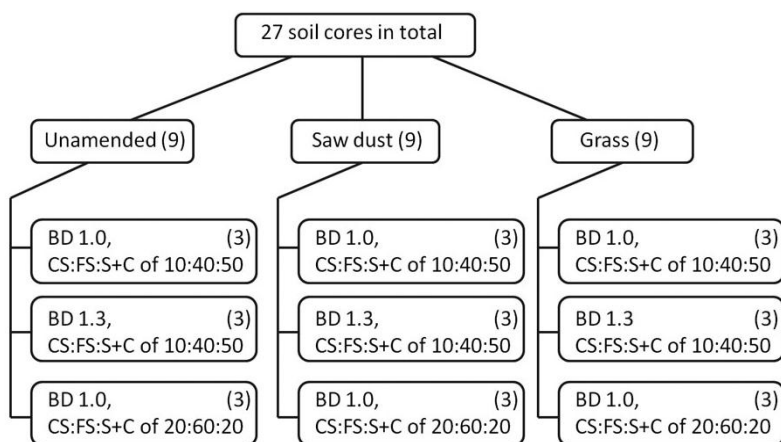 27 soil cores in total
Unamended (9)
Saw dust (9)
Grass (9)
BD 1.0, (3)
CS:FS:S+C of 10:40:50
BD 1.3, (3)
CS:FS:S+C of 10:40:50
BD 1.0, (3)
CS:FS:S+C of 20:60:20
BD 1.0, (3)
CS:FS:S+C of 10:40:50
BD 1.3, (3)
CS:FS:S+C of 10:40:50
BD 1.0, (3)
CS:FS:S+C of 20:60:20
BD 1.0, (3)
CS:FS:S+C of 10:40:50
BD 1.3 (3)
CS:FS:S+C of 10:40:50
BD 1.0, (3)
CS:FS:S+C of 20:60:20